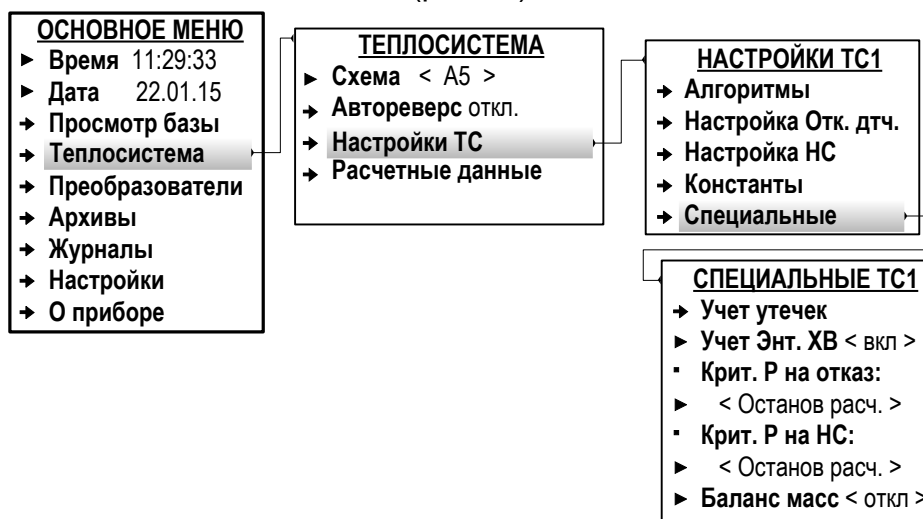 ОСНОВНОЕ МЕНЮ
Время 11:29:33
Дата 22.01.15
Просмотр базы
Теплосистема
Преобразователи
Архивы
Журналы
Настройки
О приборе
ТЕПЛОСИСТЕМА
Схема < А5 >
Автореверс откл.
Настройки ТС
Расчетные данные
НАСТРОЙКИ ТС1
Алгоритмы
Настройка Отк. дтч.
Настройка НС
Константы
Специальные
СПЕЦИАЛЬНЫЕ ТС1
Учет утечек
Учет Энт. ХВ < вкл >
Крит. Р на отказ:
< Останов расч. >
Крит. Р на НС:
< Останов расч. >
Баланс масс < откл >